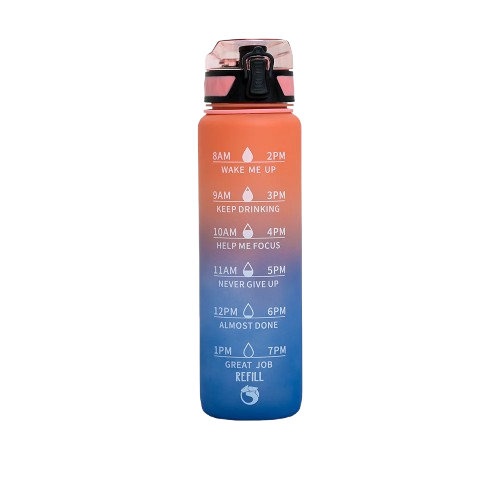 8AM 2PM
WAKE ME UP
9AM 3PM
KEEP DRINKING
10AM 4PM
HELP ME FOCUS
11AM 5PM
NEVER GIVE UP
12PM 6PM
ALMOST DONE
1PM 7PM
GREAT JOB
REFILL